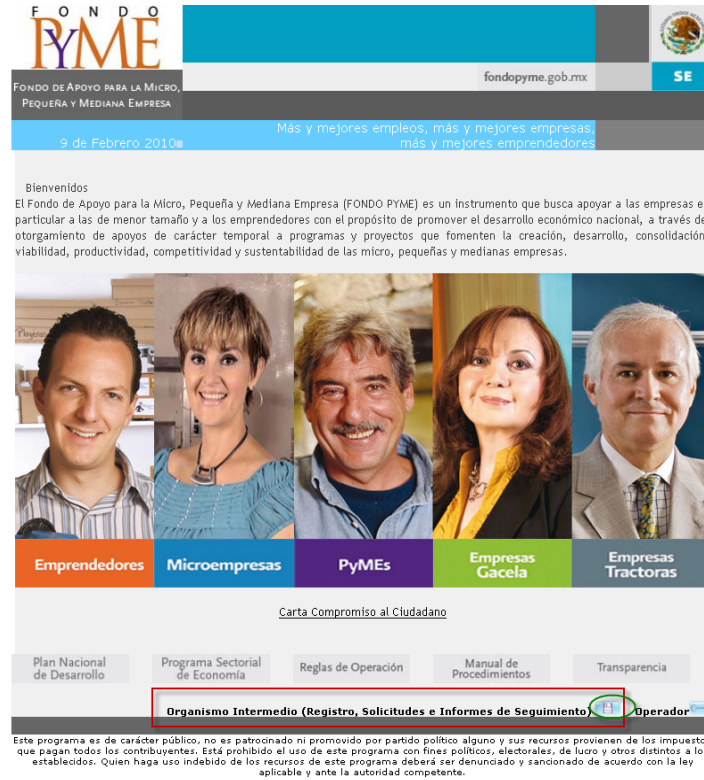 FONDO
PYME
FONDO DE APOYO PARA LA MICRO,
PEQUEÑA Y MEDIANA EMPRESA
fondopyme.gob.mx
SE
9 de Febrero 2010
Más y mejores empleos, más y mejores empresas,
más y mejores emprendedores
Bienvenidos
El Fondo de Apoyo para la Micro, Pequeña y Mediana Empresa (FONDO PYME) es un instrumento que busca apoyar a las empresas e
particular a las de menor tamaño y a los emprendedores con el propósito de promover el desarrollo económico nacional, a través de
otorgamiento de apoyos de carácter temporal a programas y proyectos que fomenten la creación, desarrollo, consolidación
viabilidad, productividad, competitividad y sustentabilidad de las micro, pequeñas y medianas empresas.
Emprendedores
Microempresas
PyMEs
Empresas
Gacela
Empresas
Tractoras
Carta Compromiso al Ciudadano
Plan Nacional
de Desarrollo
Programa Sectorial
de Economía
Reglas de Operación
Manual de
Procedimientos
Transparencia
Organismo Intermedio (Registro, Solicitudes e Informes de Seguimiento)
Operador
Este programa es de carácter público, no es patrocinado ni promovido por partido político alguno y sus recursos provienen de los impuesto
que pagan todos los contribuyentes. Está prohibido el uso de este programa con fines políticos, electorales, de lucro y otros distintos a lo
establecidos. Quien haga uso indebido de los recursos de este programa deberá ser denunciado y sancionado de acuerdo con la ley
aplicable y ante la autoridad competente.